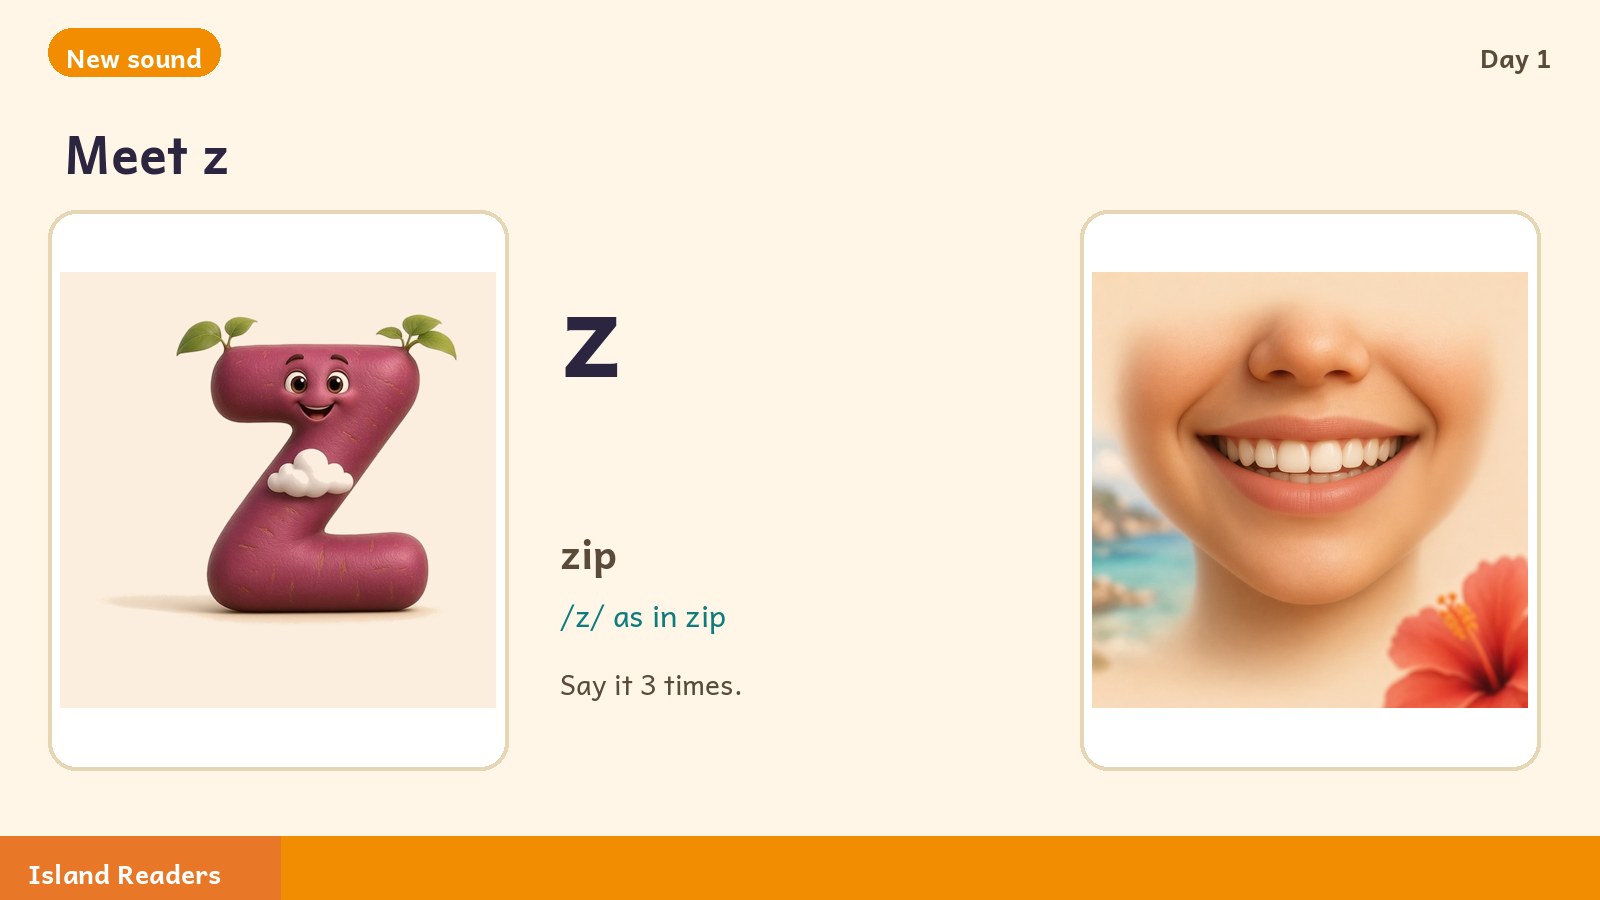 New sound
Day 1
Meet z
z
zip
/z/ as in zip
Say it 3 times.
Island Readers